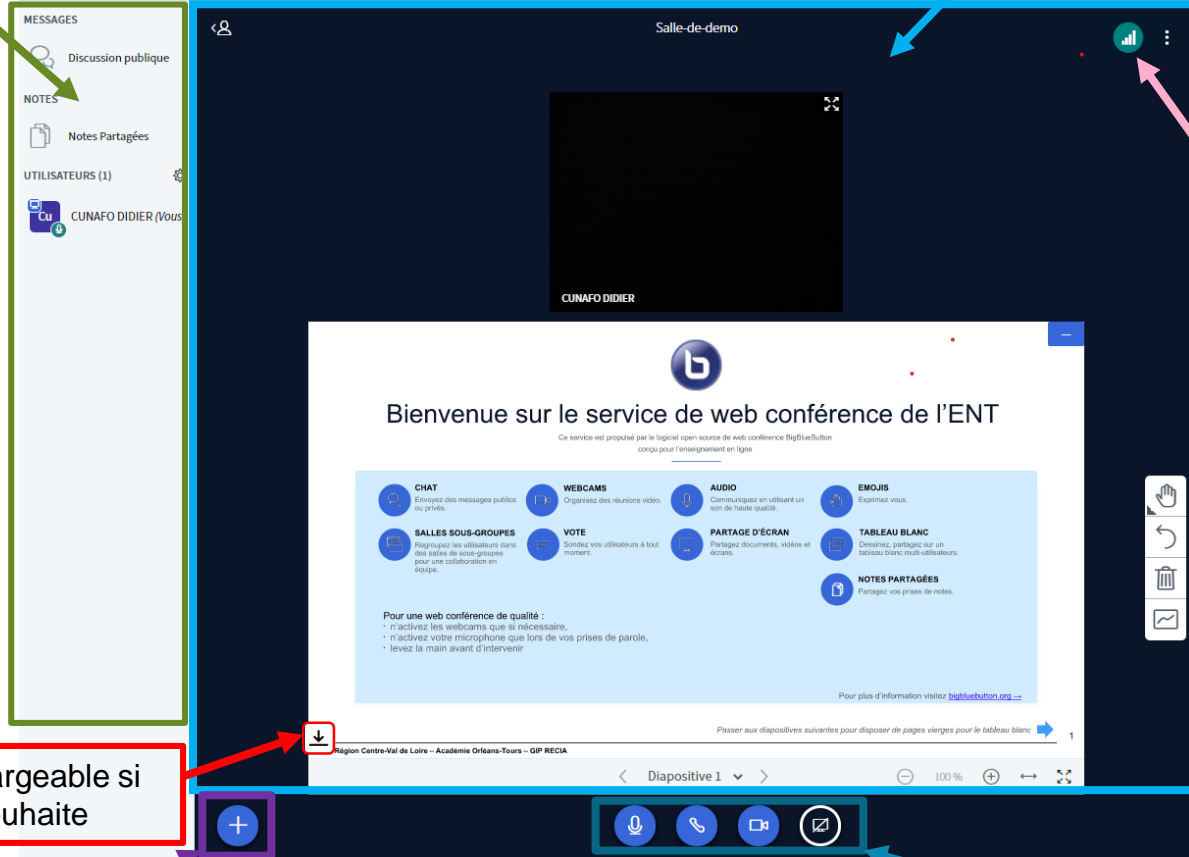 MESSAGES
Discussion publique
NOTES
Notes Partagées
UTILISATEURS (1)
Cu
CUNAFO DIDIER (Vous
Salle-de-demo
CUNAFO DIDIER
Bienvenue sur le service de web conférence de l'ENT
Ce service est propulsé par le logiciel open source de web conférence BigBlueButton
conçu pour l'enseignement en ligne
CHAT
Envoyez des messages publics
ou privés.
WEBCAMS
Organisez des réunions vidéo.
AUDIO
Communiquez en utilisant un
son de haute qualité.
EMOJIS
Exprimez vous.
SALLES SOUS-GROUPES
Regroupez les utilisateurs dans
des salles de sous-groupes
pour une collaboration en
équipe.
VOTE
Sondez vos utilisateurs à tout
moment.
PARTAGE D'ÉCRAN
Partagez documents, vidéos et
écrans.
TABLEAU BLANC
Dessinez, partagez sur un
tableau blanc multi-utilisateurs.
NOTES PARTAGÉES
Partagez vos prises de notes.
Pour une web conférence de qualité :
· n'activez les webcams que si nécessaire,
· n'activez votre microphone que lors de vos prises de parole,
· levez la main avant d'intervenir
Pour plus d'information visitez bigbluebutton.org →
Passer aux diapositives suivantes pour disposer de pages vierges pour le tableau blanc
1
Région Centre-Val de Loire – Académie Orléans-Tours – GIP RECIA
Diapositive 1
100 %
argeable si
ouhaite